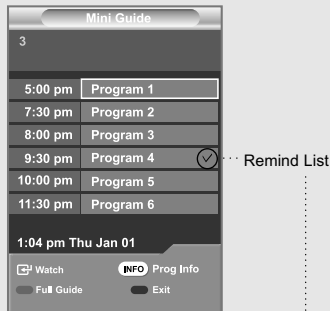 Mini Guide
3
5:00 pm Program 1
7:30 pm Program 2
8:00 pm Program 3
9:30 pm Program 4
Remind List
10:00 pm Program 5
11:30 pm Program 6
1:04 pm Thu Jan 01
Watch INFO Prog Info
Full Guide Exit